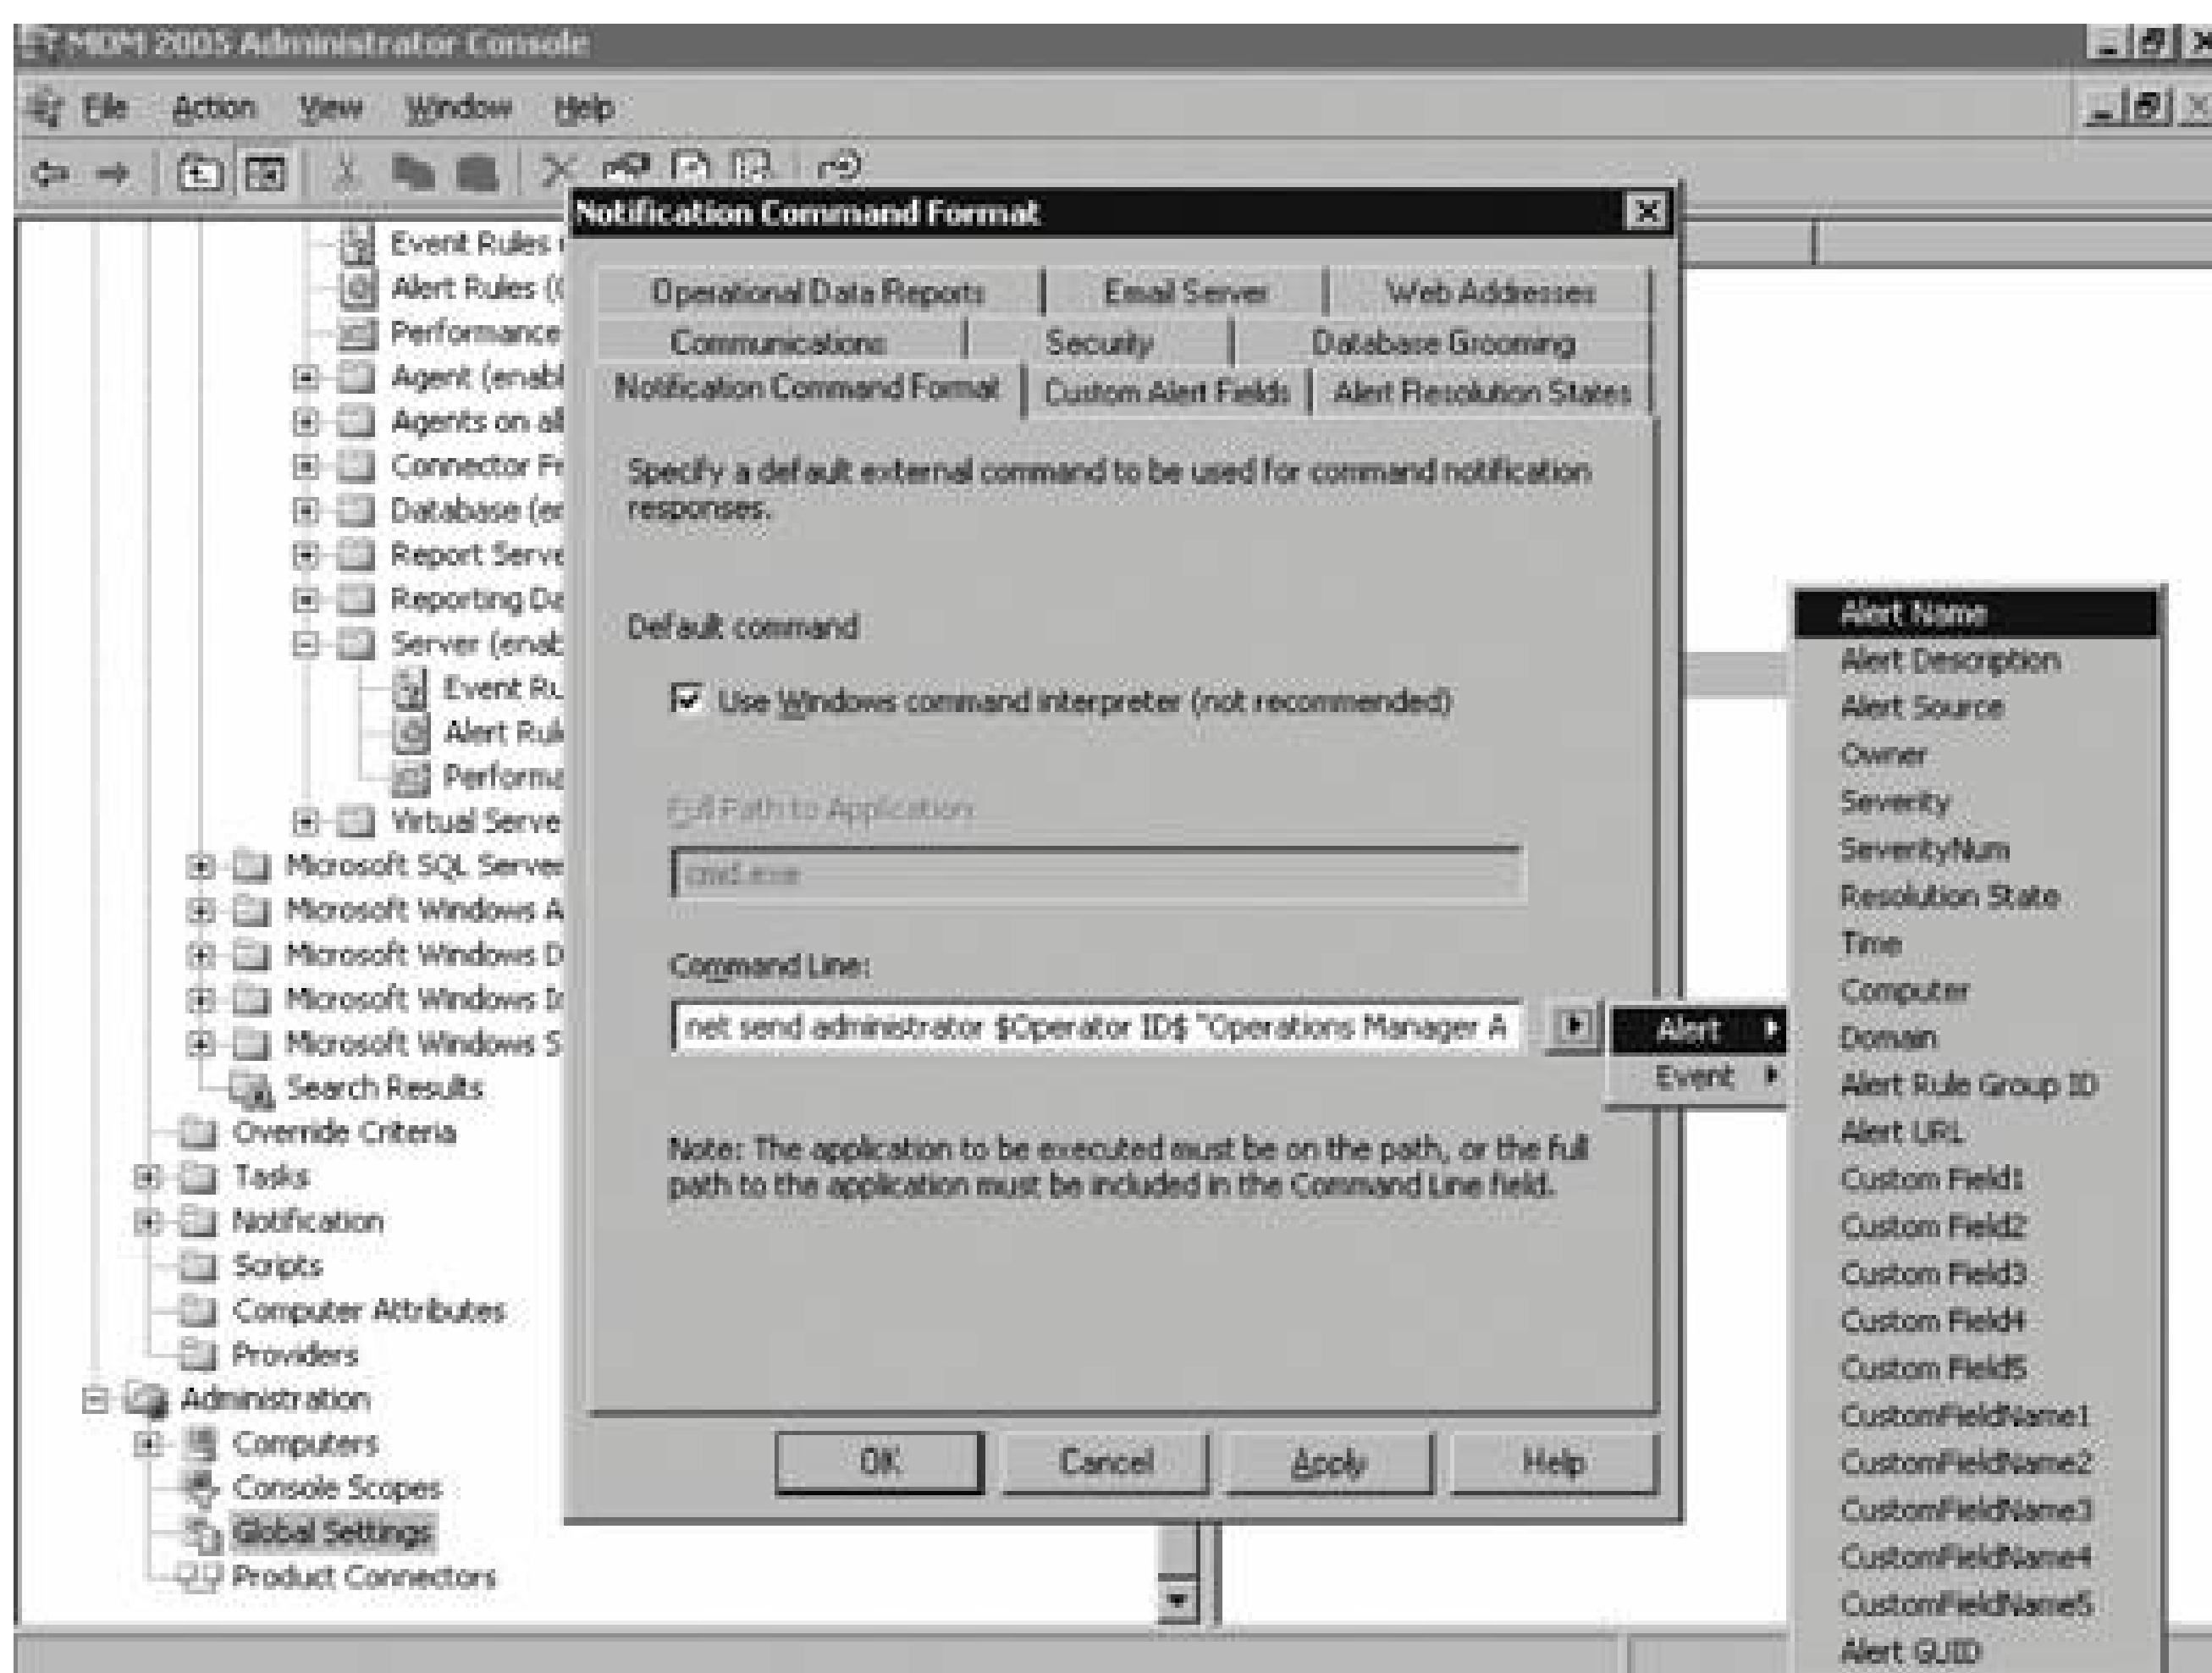 MOM 2005 Administrator Console
File Action View Window Help
Event Rules
Alert Rules (
Performance
Agent (enabl
Agents on all
Connector Fr
Database (en
Report Serve
Reporting Da
Server (enab
Event Ru
Alert Rule
Performa
Virtual Serve
Microsoft SQL Server
Microsoft Windows A
Microsoft Windows D
Microsoft Windows In
Microsoft Windows S
Search Results
Override Criteria
Tasks
Notification
Scripts
Computer Attributes
Providers
Administration
Computers
Console Scopes
Global Settings
Product Connectors
Notification Command Format
Operational Data Reports Email Server Web Addresses
Communications Security Database Grooming
Notification Command Format Custom Alert Fields Alert Resolution States
Specify a default external command to be used for command notification
responses.
Default command
Use Windows command interpreter (not recommended)
Full Path to Application
cmd.exe
Command Line:
net send administrator $Operator ID$ "Operations Manager A
Note: The application to be executed must be on the path, or the full
path to the application must be included in the Command Line field.
OK Cancel Apply Help
Alert
Event
Alert Name
Alert Description
Alert Source
Owner
Severity
SeverityNum
Resolution State
Time
Computer
Domain
Alert Rule Group ID
Alert URL
Custom Field1
Custom Field2
Custom Field3
Custom Field4
Custom Field5
CustomFieldName1
CustomFieldName2
CustomFieldName3
CustomFieldName4
CustomFieldName5
Alert GUID